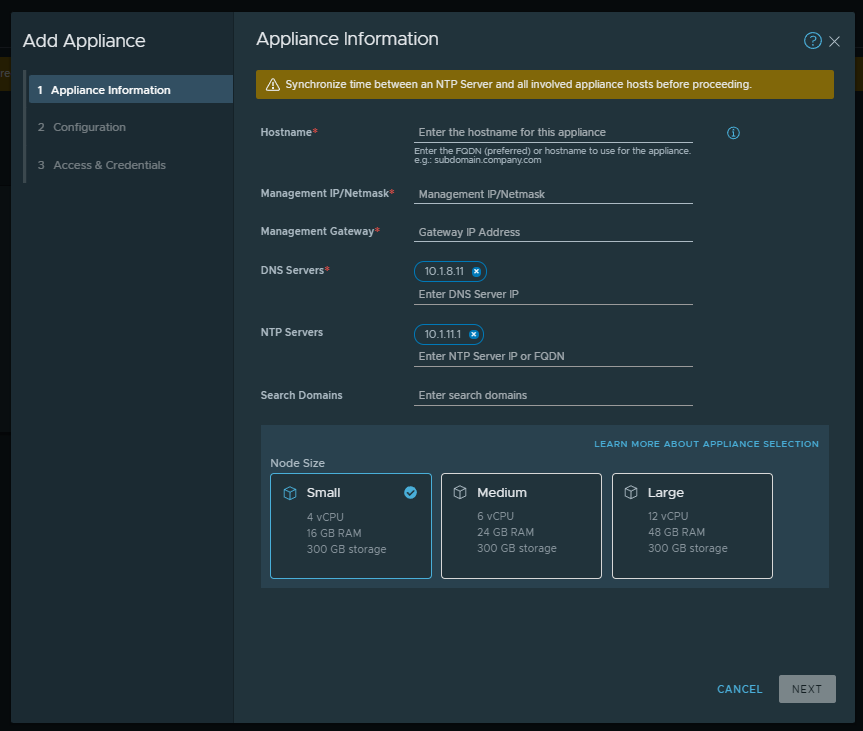 Add Appliance
1 Appliance Information
2 Configuration
3 Access & Credentials
Appliance Information
?
Synchronize time between an NTP Server and all involved appliance hosts before proceeding.
Hostname*
Enter the hostname for this appliance
Enter the FQDN (preferred) or hostname to use for the appliance.
e.g.: subdomain.company.com
Management IP/Netmask*
Management IP/Netmask
Management Gateway*
Gateway IP Address
DNS Servers*
10.1.8.11
Enter DNS Server IP
NTP Servers
10.1.11.1
Enter NTP Server IP or FQDN
Search Domains
Enter search domains
LEARN MORE ABOUT APPLIANCE SELECTION
Node Size
Small
4 vCPU
16 GB RAM
300 GB storage
Medium
6 vCPU
24 GB RAM
300 GB storage
Large
12 vCPU
48 GB RAM
300 GB storage
CANCEL
NEXT